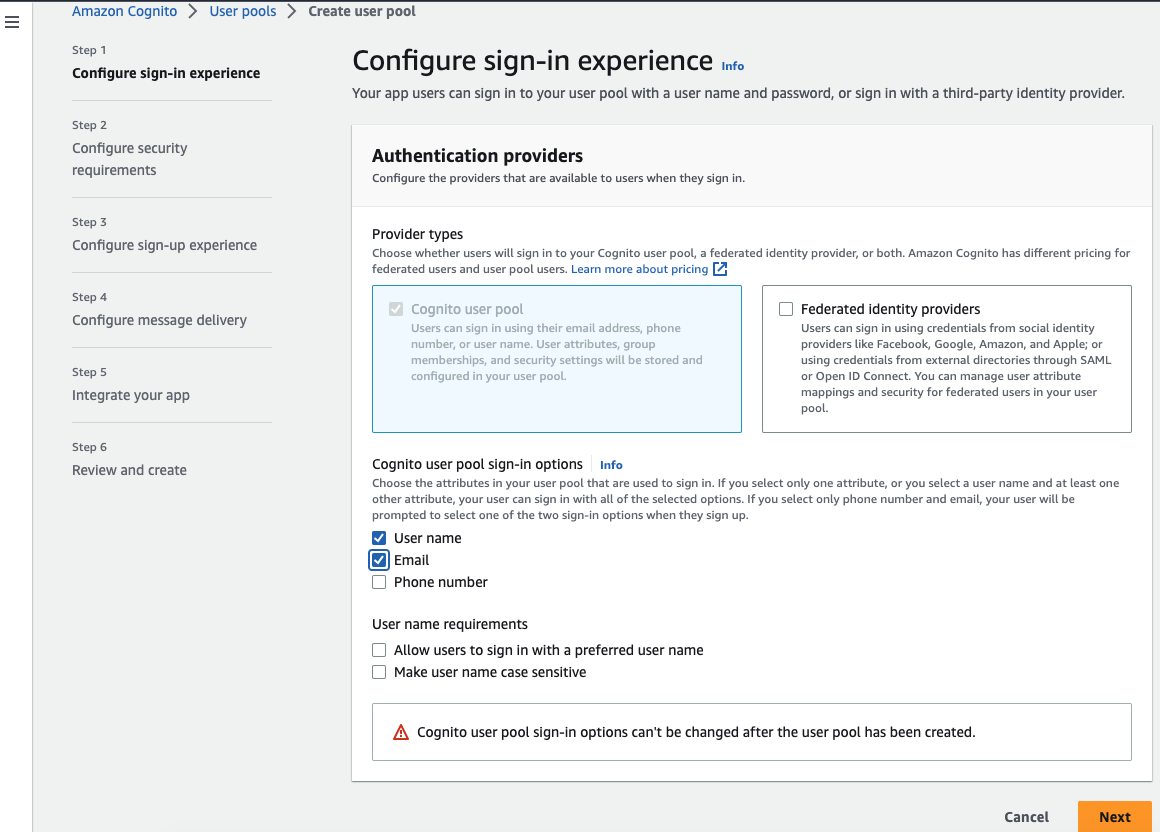 Amazon Cognito > User pools > Create user pool
Step 1
Configure sign-in experience
Step 2
Configure security
requirements
Step 3
Configure sign-up experience
Step 4
Configure message delivery
Step 5
Integrate your app
Step 6
Review and create
Configure sign-in experience Info
Your app users can sign in to your user pool with a user name and password, or sign in with a third-party identity provider.
Authentication providers
Configure the providers that are available to users when they sign in.
Provider types
Choose whether users will sign in to your Cognito user pool, a federated identity provider, or both. Amazon Cognito has different pricing for
federated users and user pool users. Learn more about pricing
Cognito user pool
Users can sign in using their email address, phone
number, or user name. User attributes, group
memberships, and security settings will be stored and
configured in your user pool.
Federated identity providers
Users can sign in using credentials from social identity
providers like Facebook, Google, Amazon, and Apple; or
using credentials from external directories through SAML
or Open ID Connect. You can manage user attribute
mappings and security for federated users in your user
pool.
Cognito user pool sign-in options Info
Choose the attributes in your user pool that are used to sign in. If you select only one attribute, or you select a user name and at least one
other attribute, your user can sign in with all of the selected options. If you select only phone number and email, your user will be
prompted to select one of the two sign-in options when they sign up.
User name
Email
Phone number
User name requirements
Allow users to sign in with a preferred user name
Make user name case sensitive
Cognito user pool sign-in options can't be changed after the user pool has been created.
Cancel Next